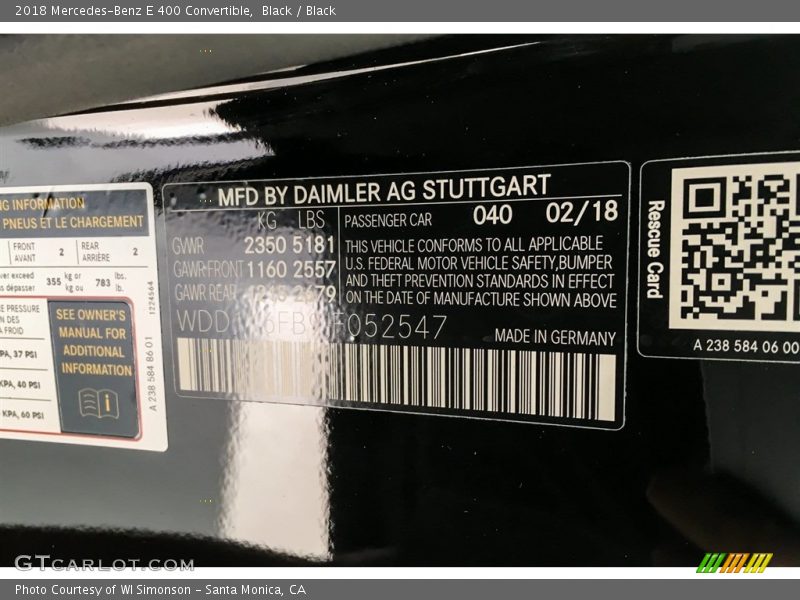 2018 Mercedes-Benz E 400 Convertible, Black / Black
NG INFORMATION
PNEUS ET LE CHARGEMENT
FRONT AVANT 2 REAR ARRIÈRE 2
ver exceed 355 kg or 783 lbs.
s dépasser kg ou lb.
PRESSURE
FROID
PA, 37 PSI
KPA, 40 PSI
KPA, 60 PSI
SEE OWNER'S
MANUAL FOR
ADDITIONAL
INFORMATION
1224564
A 238 584 86 01
MFD BY DAIMLER AG STUTTGART
KG LBS PASSENGER CAR 040 02/18
GVWR 2350 5181
GAWR FRONT 1160 2557
GAWR REAR
THIS VEHICLE CONFORMS TO ALL APPLICABLE
U.S. FEDERAL MOTOR VEHICLE SAFETY, BUMPER
AND THEFT PREVENTION STANDARDS IN EFFECT
ON THE DATE OF MANUFACTURE SHOWN ABOVE
F052547
MADE IN GERMANY
Rescue Card
A 238 584 06 00
GTCARLOT.COM
Photo Courtesy of WI Simonson - Santa Monica, CA